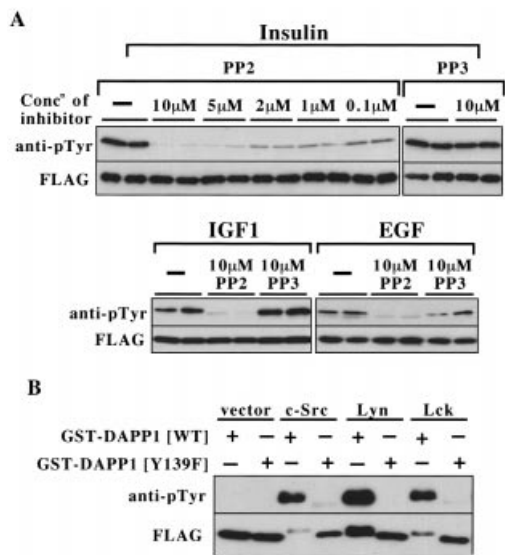 A
Insulin
PP2 PP3
Concⁿ of inhibitor – 10μM 5μM 2μM 1μM 0.1μM – 10μM
anti-pTyr
FLAG
IGF1 EGF
– 10μM PP2 10μM PP3 – 10μM PP2 10μM PP3
anti-pTyr
FLAG
B
vector c-Src Lyn Lck
GST-DAPP1 [WT] + – + – + – + –
GST-DAPP1 [Y139F] – + – + – + – +
anti-pTyr
FLAG